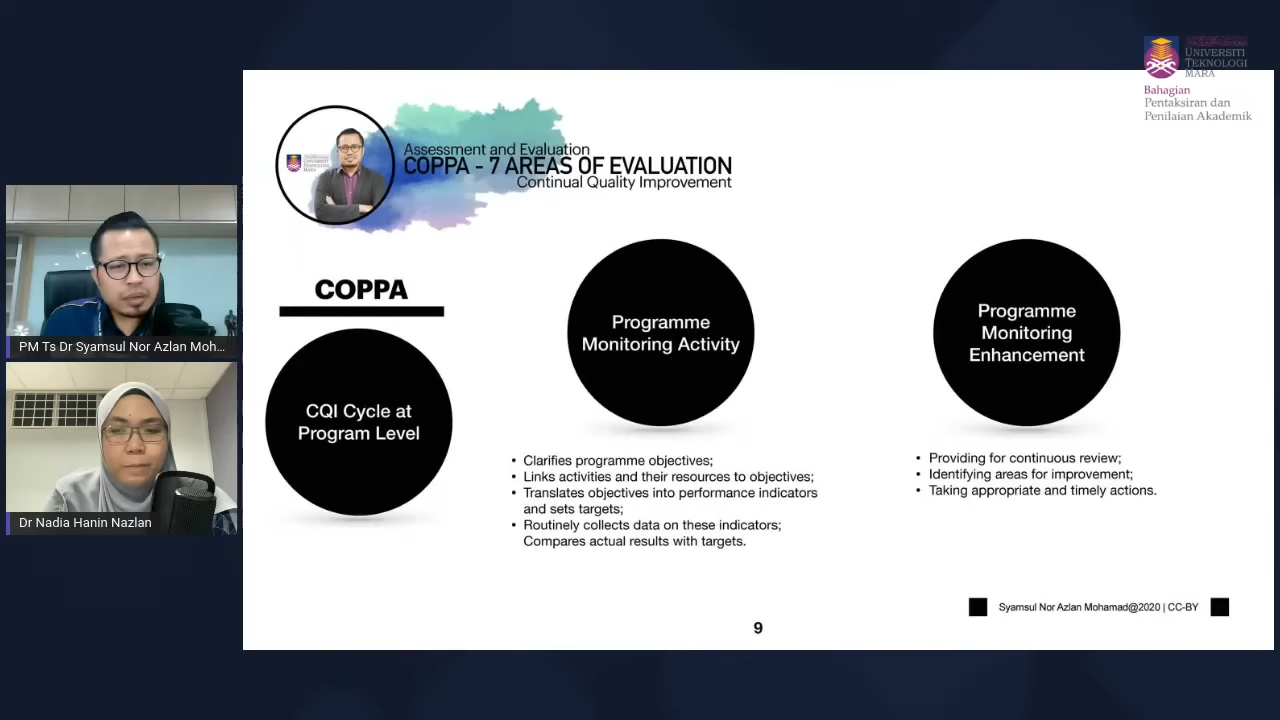 UNIVERSITI
TEKNOLOGI
MARA
Bahagian
Pentaksiran dan
Penilaian Akademik
Assessment and Evaluation
COPPA - 7 AREAS OF EVALUATION
Continual Quality Improvement
COPPA
CQI Cycle at
Program Level
Programme
Monitoring Activity
• Clarifies programme objectives;
• Links activities and their resources to objectives;
• Translates objectives into performance indicators
and sets targets;
• Routinely collects data on these indicators;
Compares actual results with targets.
Programme
Monitoring
Enhancement
• Providing for continuous review;
• Identifying areas for improvement;
• Taking appropriate and timely actions.
PM Ts Dr Syamsul Nor Azlan Moh...
Dr Nadia Hanin Nazlan
Syamsul Nor Azlan Mohamad@2020 | CC-BY
9